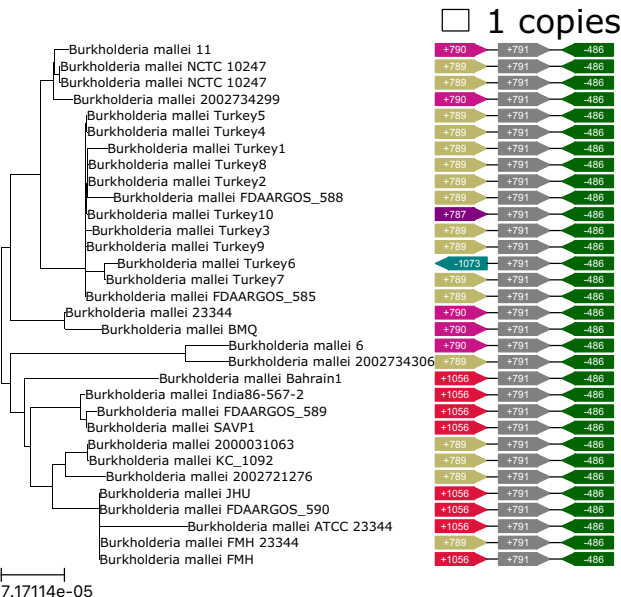 1 copies
Burkholderia mallei 11 +790 +791 -486
Burkholderia mallei NCTC 10247 +789 +791 -486
Burkholderia mallei NCTC 10247 +789 +791 -486
Burkholderia mallei 2002734299 +790 +791 -486
Burkholderia mallei Turkey5 +789 +791 -486
Burkholderia mallei Turkey4 +789 +791 -486
Burkholderia mallei Turkey1 +789 +791 -486
Burkholderia mallei Turkey8 +789 +791 -486
Burkholderia mallei Turkey2 +789 +791 -486
Burkholderia mallei FDAARGOS_588 +789 +791 -486
Burkholderia mallei Turkey10 +787 +791 -486
Burkholderia mallei Turkey3 +789 +791 -486
Burkholderia mallei Turkey9 +789 +791 -486
Burkholderia mallei Turkey6 -1073 +791 -486
Burkholderia mallei Turkey7 +789 +791 -486
Burkholderia mallei FDAARGOS_585 +789 +791 -486
Burkholderia mallei 23344 +790 +791 -486
Burkholderia mallei BMQ +790 +791 -486
Burkholderia mallei 6 +790 +791 -486
Burkholderia mallei 2002734306 +789 +791 -486
Burkholderia mallei Bahrain1 +1056 +791 -486
Burkholderia mallei India86-567-2 +1056 +791 -486
Burkholderia mallei FDAARGOS_589 +1056 +791 -486
Burkholderia mallei SAVP1 +1056 +791 -486
Burkholderia mallei 2000031063 +789 +791 -486
Burkholderia mallei KC_1092 +789 +791 -486
Burkholderia mallei 2002721276 +789 +791 -486
Burkholderia mallei JHU +1056 +791 -486
Burkholderia mallei FDAARGOS_590 +1056 +791 -486
Burkholderia mallei ATCC 23344 +1056 +791 -486
Burkholderia mallei FMH 23344 +789 +791 -486
Burkholderia mallei FMH +1056 +791 -486
7.17114e-05